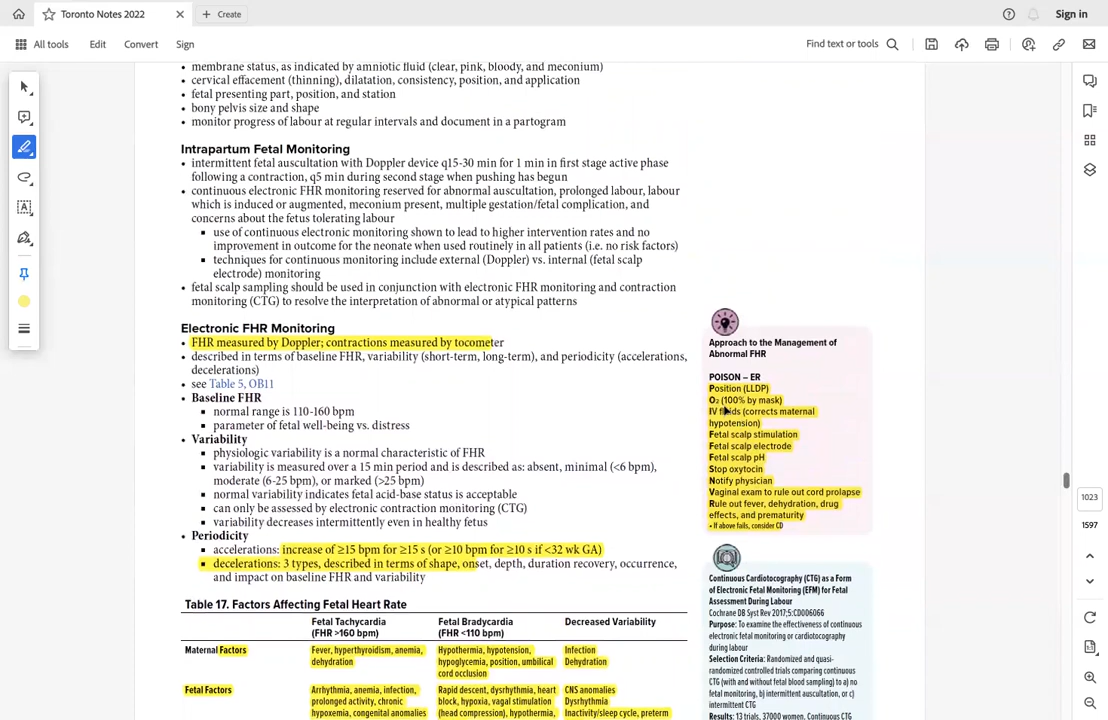 Toronto Notes 2022
Create
Sign in
All tools
Edit
Convert
Sign
Find text or tools
membrane status, as indicated by amniotic fluid (clear, pink, bloody, and meconium)
• cervical effacement (thinning), dilatation, consistency, position, and application
• fetal presenting part, position, and station
• bony pelvis size and shape
• monitor progress of labour at regular intervals and document in a partogram
Intrapartum Fetal Monitoring
• intermittent fetal auscultation with Doppler device q15-30 min for 1 min in first stage active phase
following a contraction, q5 min during second stage when pushing has begun
• continuous electronic FHR monitoring reserved for abnormal auscultation, prolonged labour, labour
which is induced or augmented, meconium present, multiple gestation/fetal complication, and
concerns about the fetus tolerating labour
▪ use of continuous electronic monitoring shown to lead to higher intervention rates and no
improvement in outcome for the neonate when used routinely in all patients (i.e. no risk factors)
▪ techniques for continuous monitoring include external (Doppler) vs. internal (fetal scalp
electrode) monitoring
• fetal scalp sampling should be used in conjunction with electronic FHR monitoring and contraction
monitoring (CTG) to resolve the interpretation of abnormal or atypical patterns
Electronic FHR Monitoring
• FHR measured by Doppler; contractions measured by tocometer
• described in terms of baseline FHR, variability (short-term, long-term), and periodicity (accelerations,
decelerations)
• see Table 5, OB11
• Baseline FHR
▪ normal range is 110-160 bpm
▪ parameter of fetal well-being vs. distress
• Variability
▪ physiologic variability is a normal characteristic of FHR
▪ variability is measured over a 15 min period and is described as: absent, minimal (<6 bpm),
moderate (6-25 bpm), or marked (>25 bpm)
▪ normal variability indicates fetal acid-base status is acceptable
▪ can only be assessed by electronic contraction monitoring (CTG)
▪ variability decreases intermittently even in healthy fetus
• Periodicity
▪ accelerations: increase of ≥15 bpm for ≥15 s (or ≥10 bpm for ≥10 s if <32 wk GA)
▪ decelerations: 3 types, described in terms of shape, onset, depth, duration recovery, occurrence,
and impact on baseline FHR and variability
Table 17. Factors Affecting Fetal Heart Rate
Fetal Tachycardia Fetal Bradycardia Decreased Variability
(FHR >160 bpm) (FHR <110 bpm)
Maternal Factors Fever, hyperthyroidism, anemia, Hypothermia, hypotension, Infection
dehydration hypoglycemia, position, umbilical Dehydration
cord occlusion
Fetal Factors Arrhythmia, anemia, infection, Rapid descent, dysrhythmia, heart CNS anomalies
prolonged activity, chronic block, hypoxia, vagal stimulation Dysrhythmia
hypoxemia, congenital anomalies (head compression), hypothermia, Inactivity/sleep cycle, preterm
Approach to the Management of
Abnormal FHR
POISON – ER
Position (LLDP)
O₂ (100% by mask)
IV fluids (corrects maternal
hypotension)
Fetal scalp stimulation
Fetal scalp electrode
Fetal scalp pH
Stop oxytocin
Notify physician
Vaginal exam to rule out cord prolapse
Rule out fever, dehydration, drug
effects, and prematurity
• If above fails, consider CD
Continuous Cardiotocography (CTG) as a Form
of Electronic Fetal Monitoring (EFM) for Fetal
Assessment During Labour
Cochrane DB Syst Rev 2017;5:CD006066
Purpose: To examine the effectiveness of continuous
electronic fetal monitoring or cardiotocography
during labour
Selection Criteria: Randomized and quasi-
randomized controlled trials comparing continuous
CTG (with and without fetal blood sampling) to a) no
fetal monitoring, b) intermittent auscultation, or c)
intermittent CTG.
Results: 13 trials, 37000 women. Continuous CTG
1023
1597